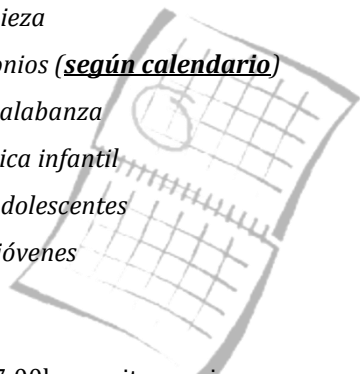 ieza
onios (según calendario)
alabanza
ica infantil
dolescentes
jóvenes